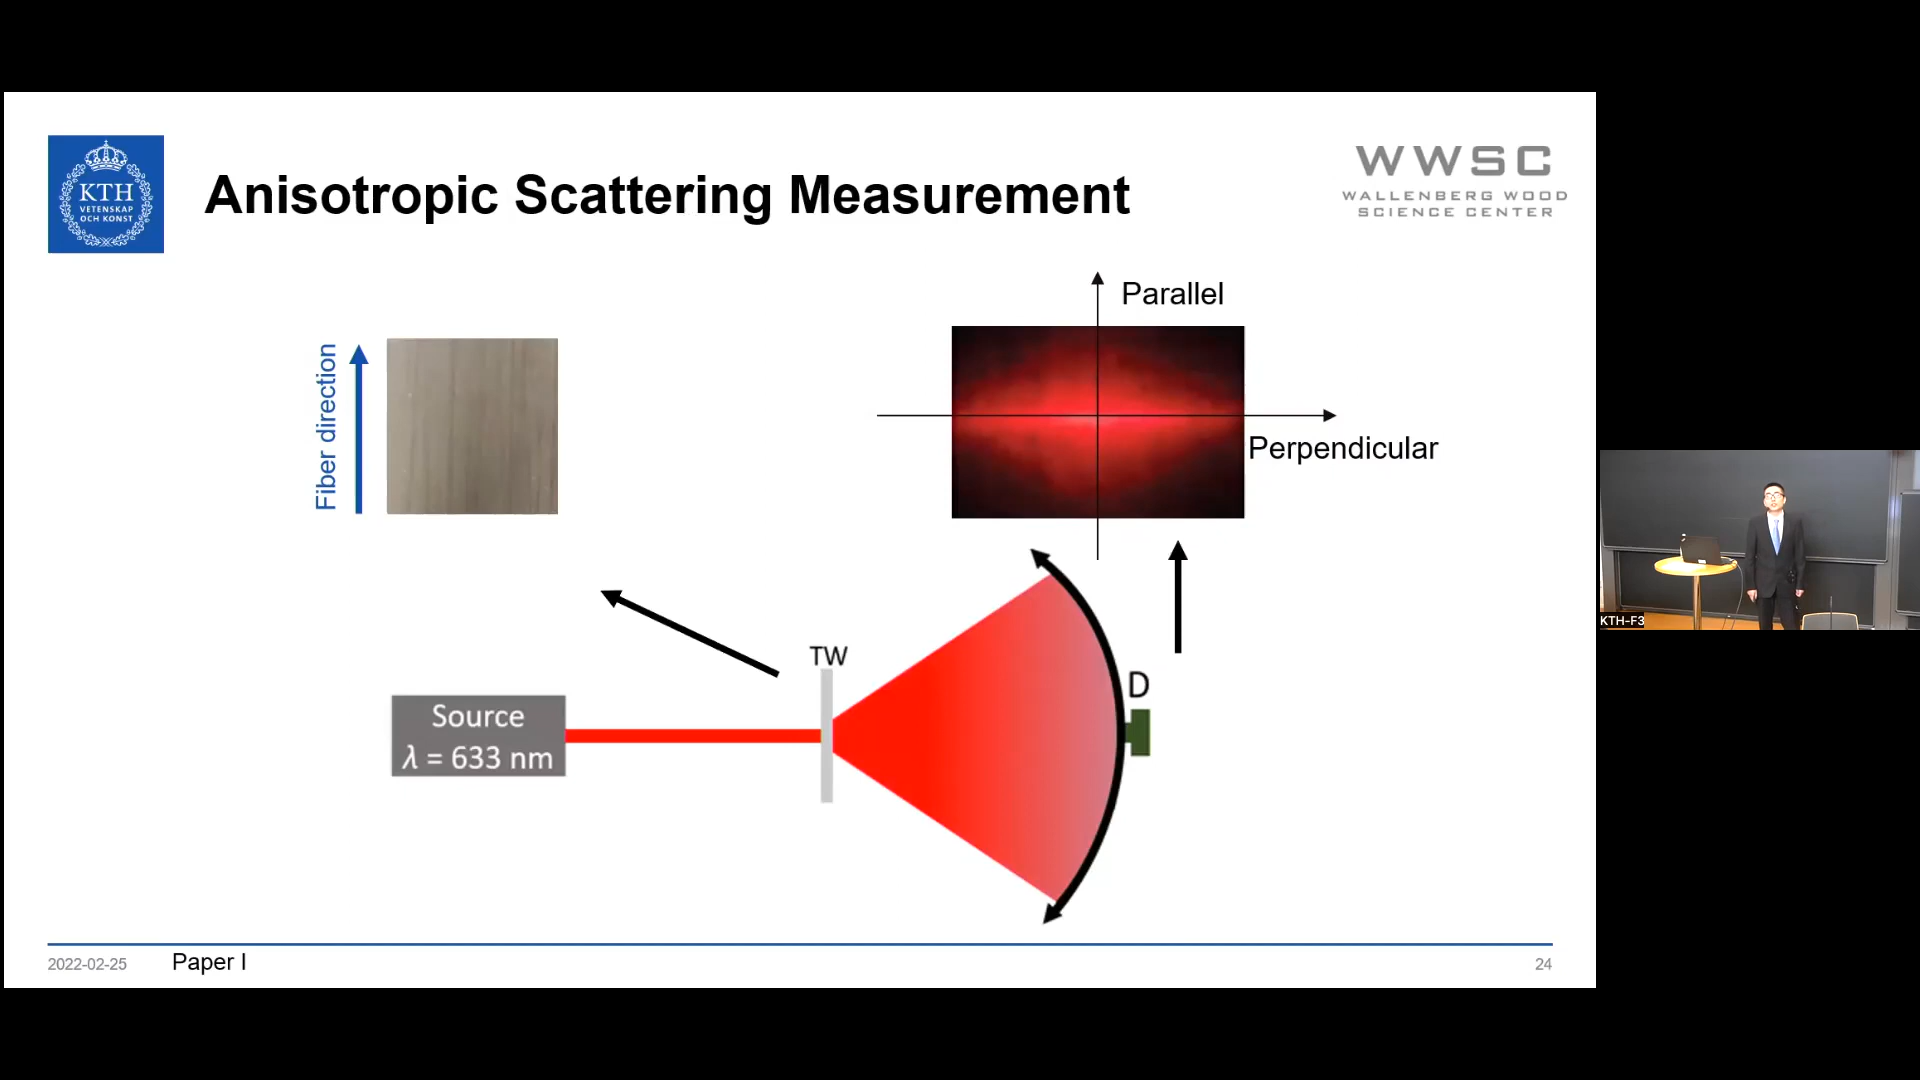 KTH
VETENSKAP
OCH KONST
Anisotropic Scattering Measurement
WWSC
WALLENBERG WOOD
SCIENCE CENTER
Fiber direction
Parallel
Perpendicular
TW
D
Source
λ = 633 nm
KTH-F3
2022-02-25
Paper I
24